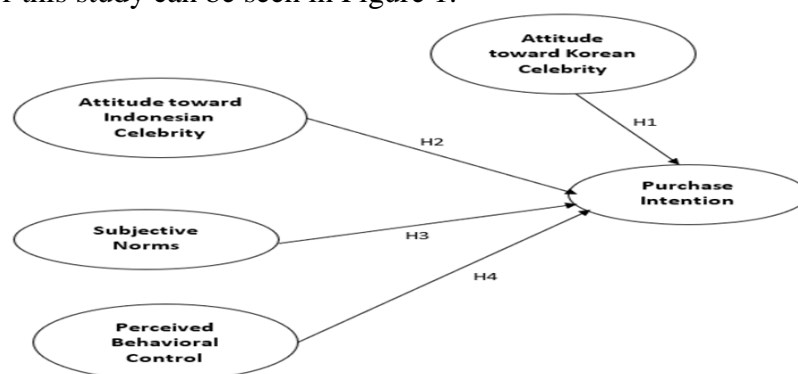 f this study can be seen in Figure 1.
Attitude
toward Korean
Celebrity
Attitude toward
Indonesian
Celebrity
H1
H2
Purchase
Intention
Subjective
Norms
H3
H4
Perceived
Behavioral
Control